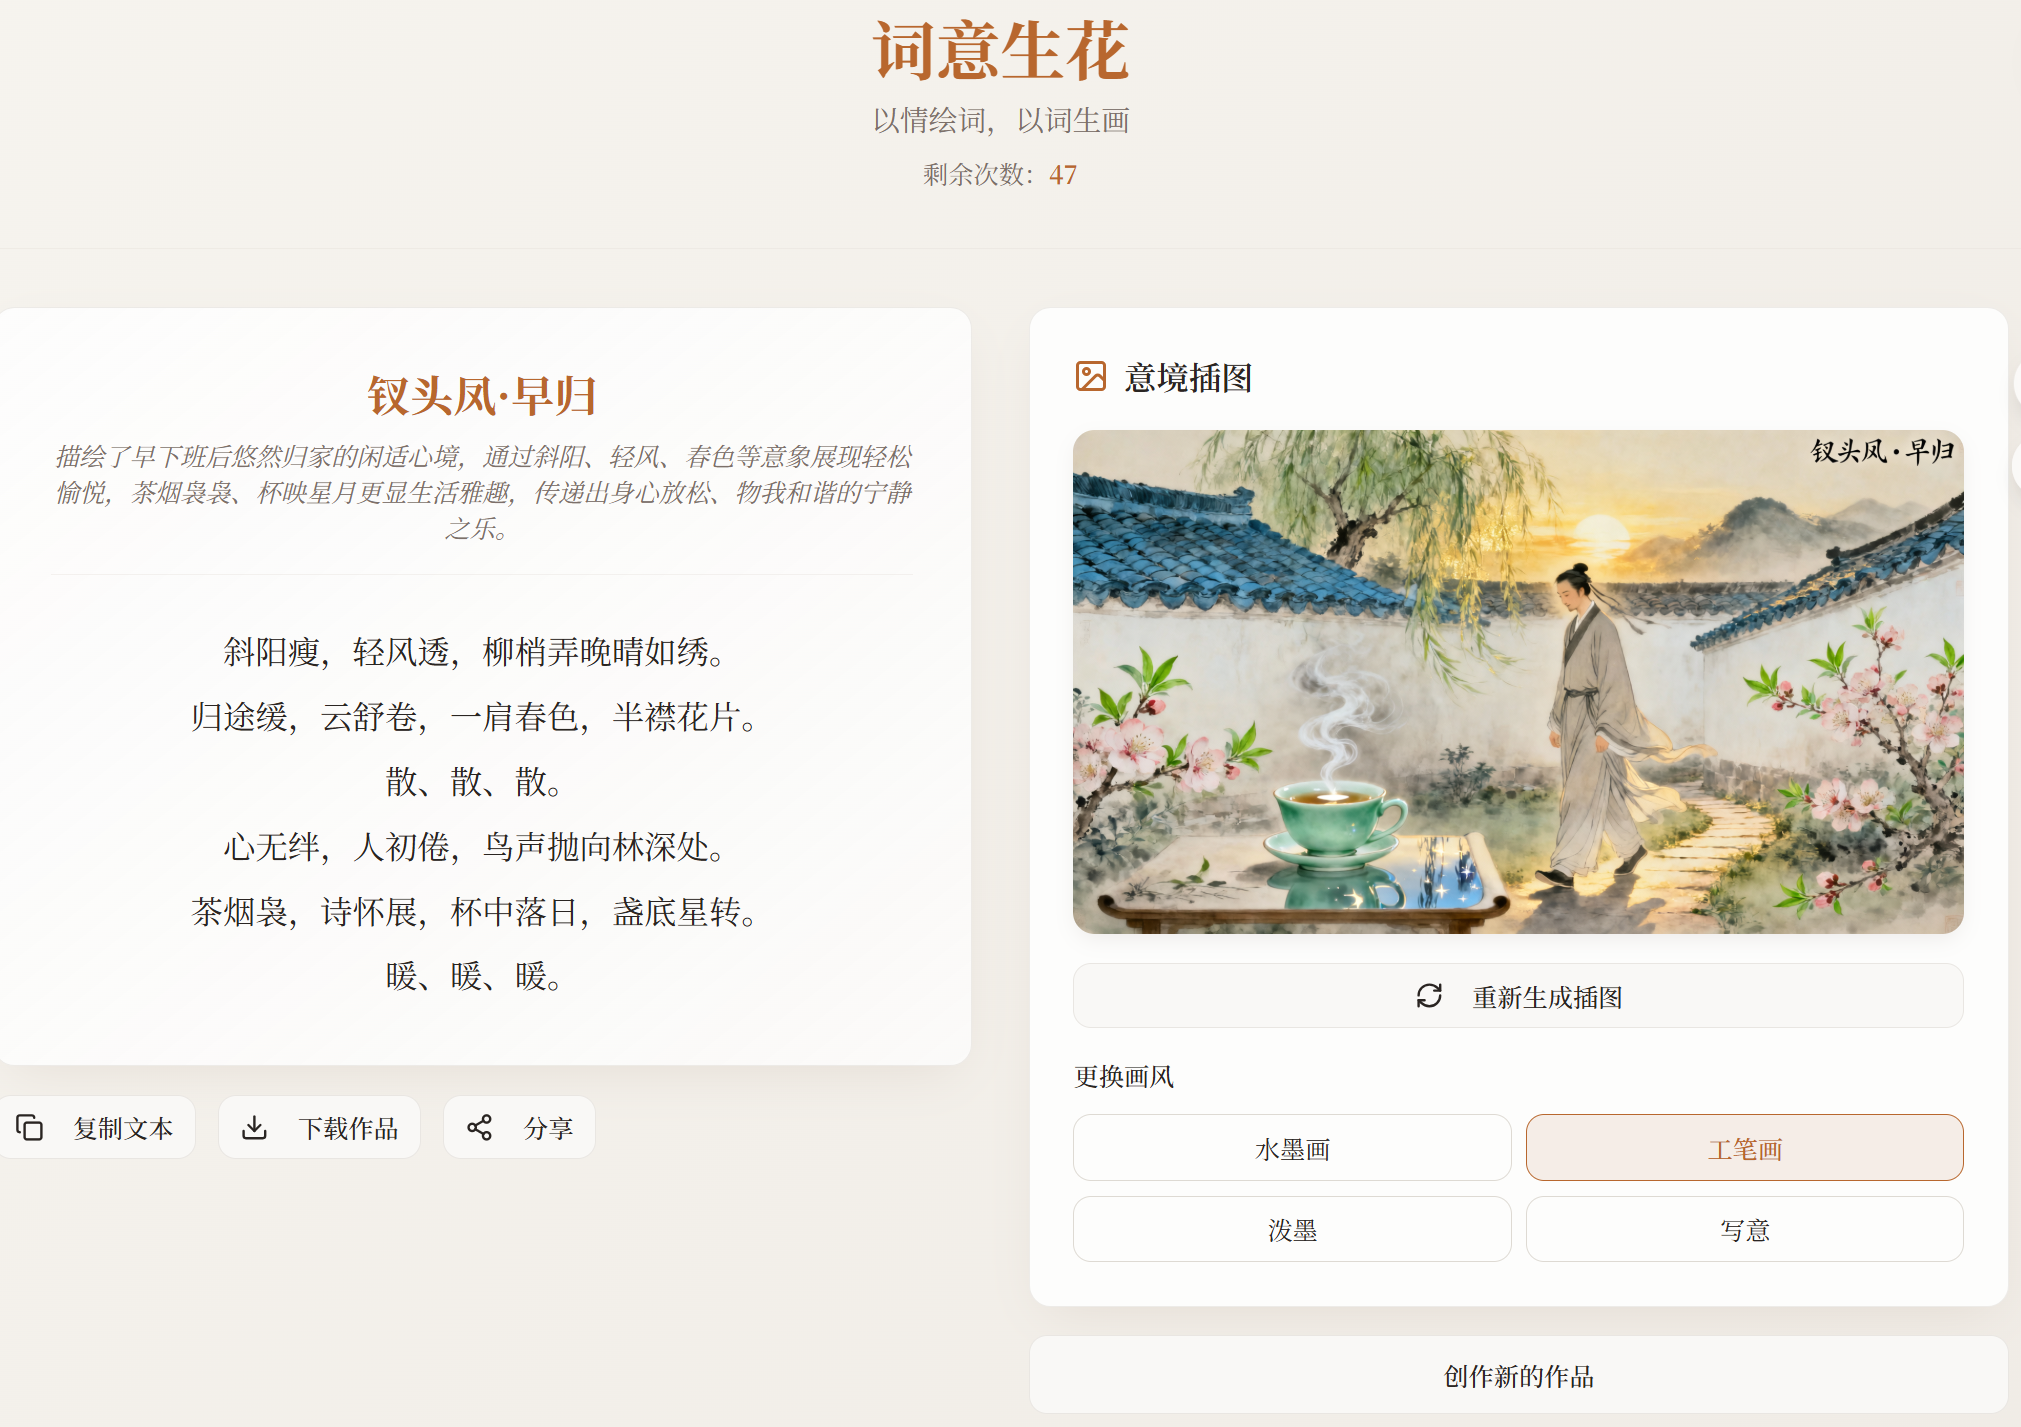 词意生花
以情绘词，以词生画
剩余次数：47
钗头凤·早归
描绘了早下班后悠然归家的闲适心境，通过斜阳、轻风、春色等意象展现轻松
愉悦，茶烟袅袅、杯映星月更显生活雅趣，传递出身心放松、物我和谐的宁静
之乐。
斜阳瘦，轻风透，柳梢弄晚晴如绣。
归途缓，云舒卷，一肩春色，半襟花片。
散、散、散。
心无绊，人初倦，鸟声抛向林深处。
茶烟袅，诗怀展，杯中落日，盏底星转。
暖、暖、暖。
复制文本
下载作品
分享
意境插图
钗头凤·早归
重新生成插图
更换画风
水墨画
工笔画
泼墨
写意
创作新的作品